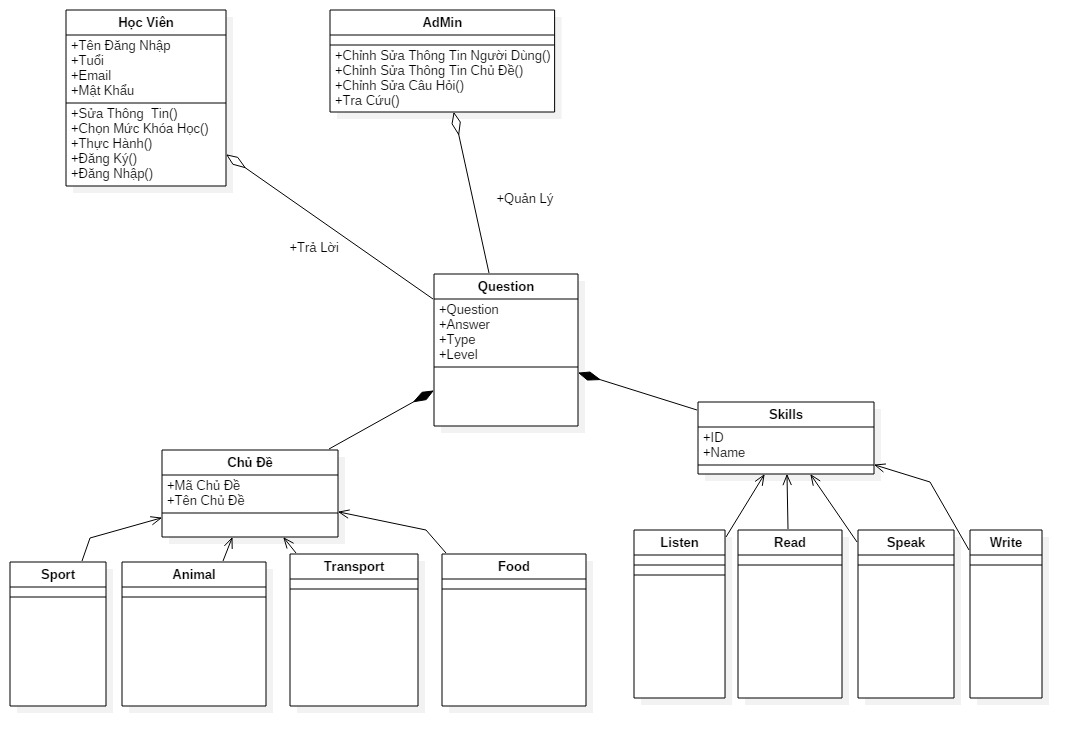 Học Viên
+Tên Đăng Nhập
+Tuổi
+Email
+Mật Khẩu
+Sửa Thông  Tin()
+Chọn Mức Khóa Học()
+Thực Hành()
+Đăng Ký()
+Đăng Nhập()
AdMin
+Chỉnh Sửa Thông Tin Người Dùng()
+Chỉnh Sửa Thông Tin Chủ Đề()
+Chỉnh Sửa Câu Hỏi()
+Tra Cứu()
+Quản Lý
+Trả Lời
Question
+Question
+Answer
+Type
+Level
Skills
+ID
+Name
Chủ Đề
+Mã Chủ Đề
+Tên Chủ Đề
Listen
Read
Speak
Write
Sport
Animal
Transport
Food